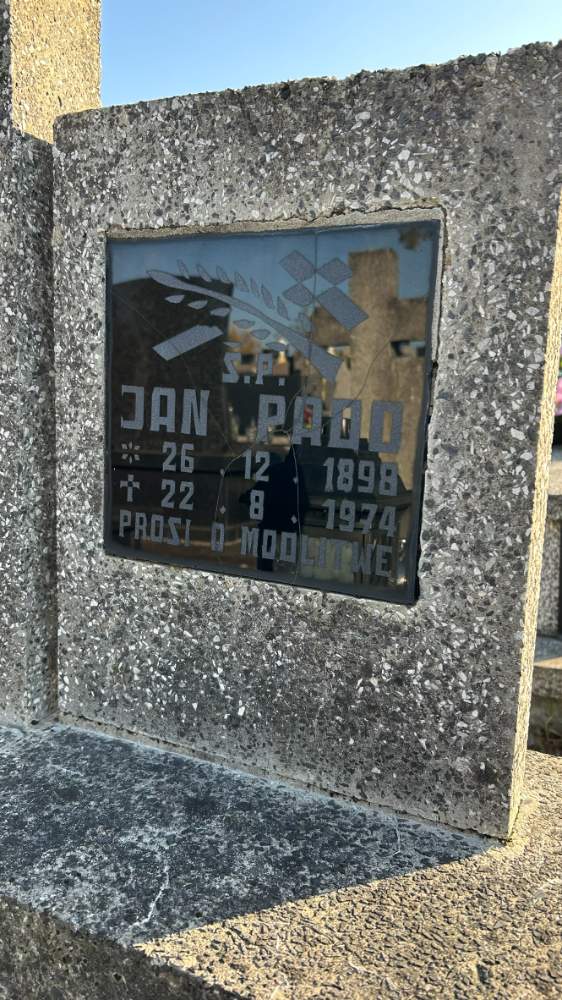 Ś.P.
JAN PADO
* 26 . 12 . 1898
✝ 22 . 8 . 1974
PROSI O MODLITWĘ